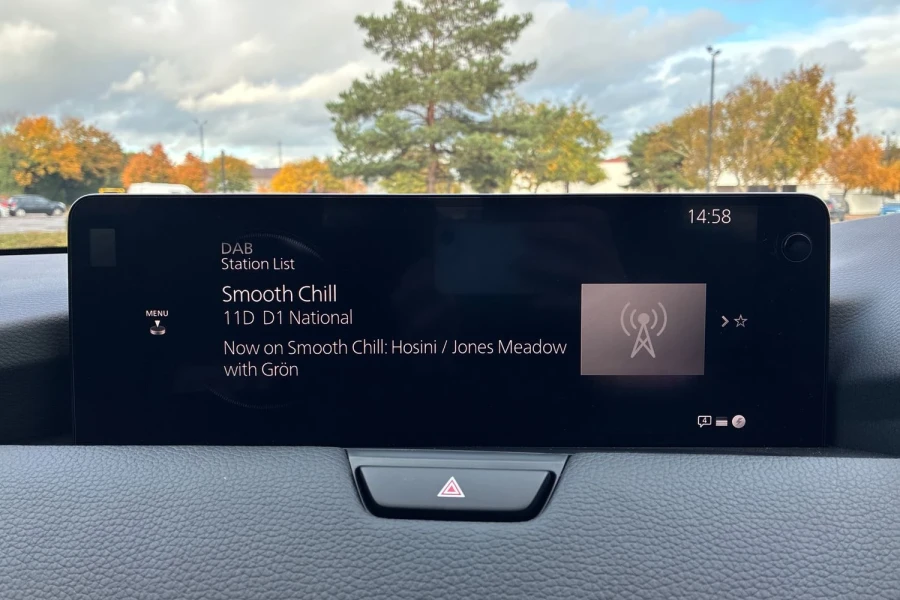 14:58
DAB
Station List
MENU
Smooth Chill
11D D1 National
Now on Smooth Chill: Hosini / Jones Meadow
with Grön
4